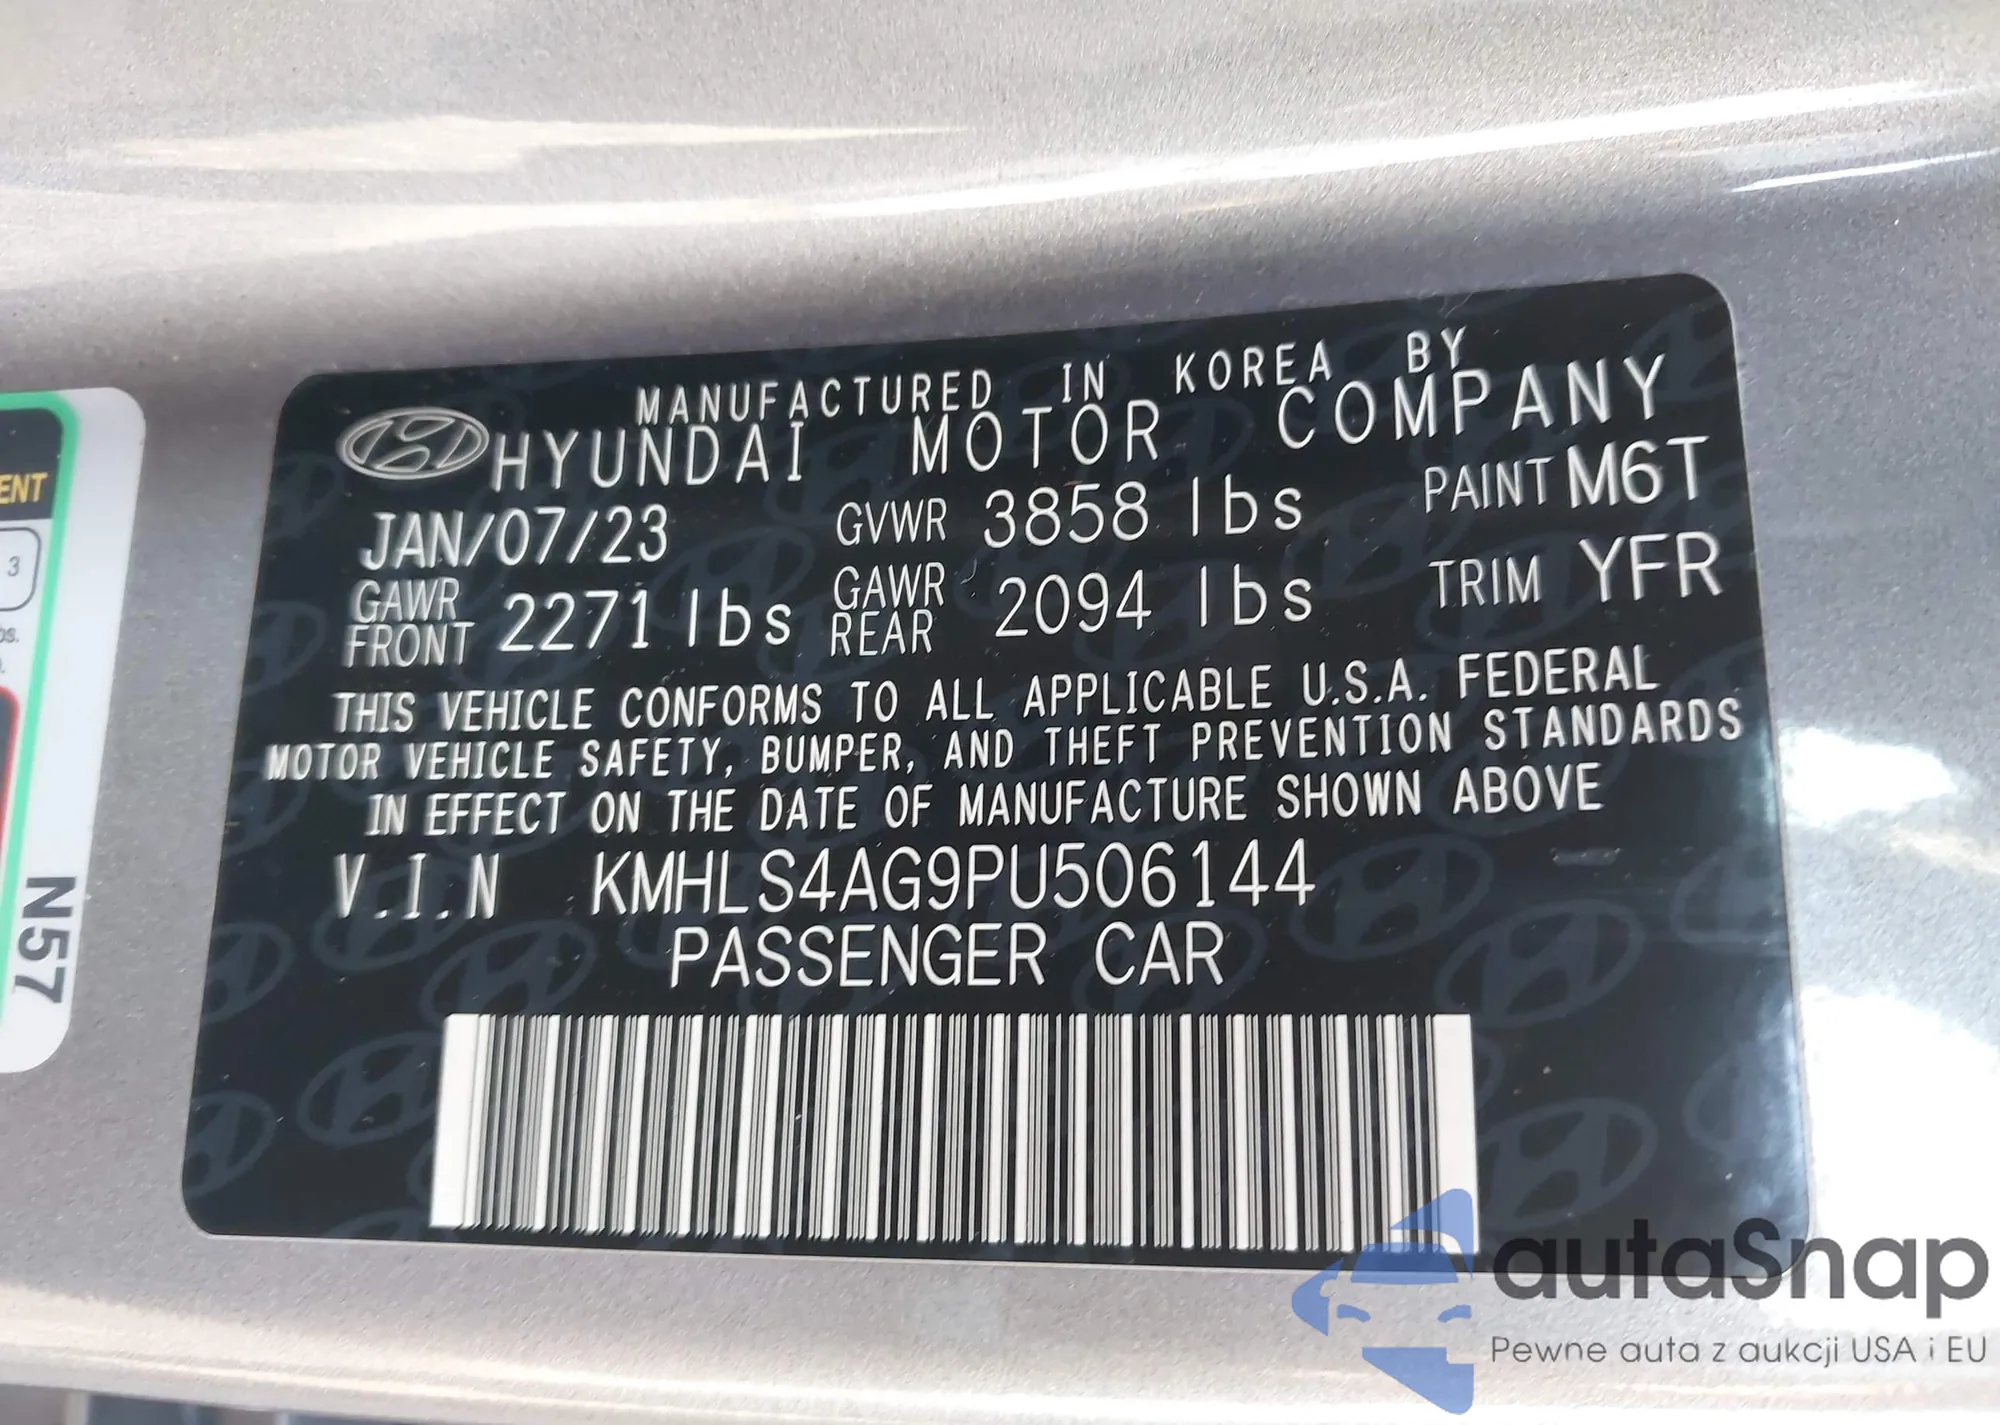 MANUFACTURED IN KOREA BY
HYUNDAI MOTOR COMPANY
JAN/07/23 GVWR 3858 lbs PAINT M6T
GAWR FRONT 2271 lbs GAWR REAR 2094 lbs TRIM YFR
THIS VEHICLE CONFORMS TO ALL APPLICABLE U.S.A. FEDERAL
MOTOR VEHICLE SAFETY, BUMPER, AND THEFT PREVENTION STANDARDS
IN EFFECT ON THE DATE OF MANUFACTURE SHOWN ABOVE
V.I.N KMHLS4AG9PU506144
PASSENGER CAR
3
N57
autaSnap
Pewne auta z aukcji USA i EU